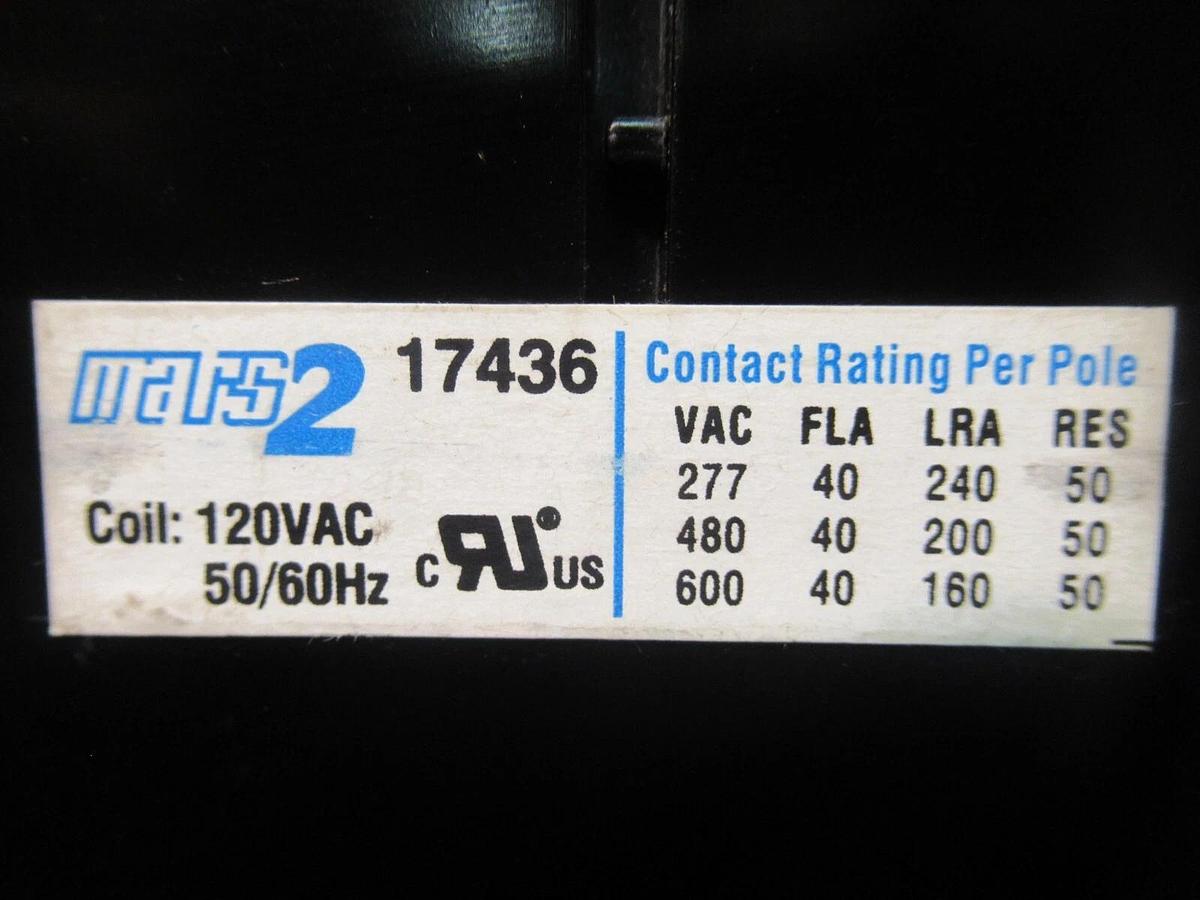 mars2 17436
Coil: 120VAC
50/60Hz
c RU® US
Contact Rating Per Pole
VAC FLA LRA RES
277 40 240 50
480 40 200 50
600 40 160 50